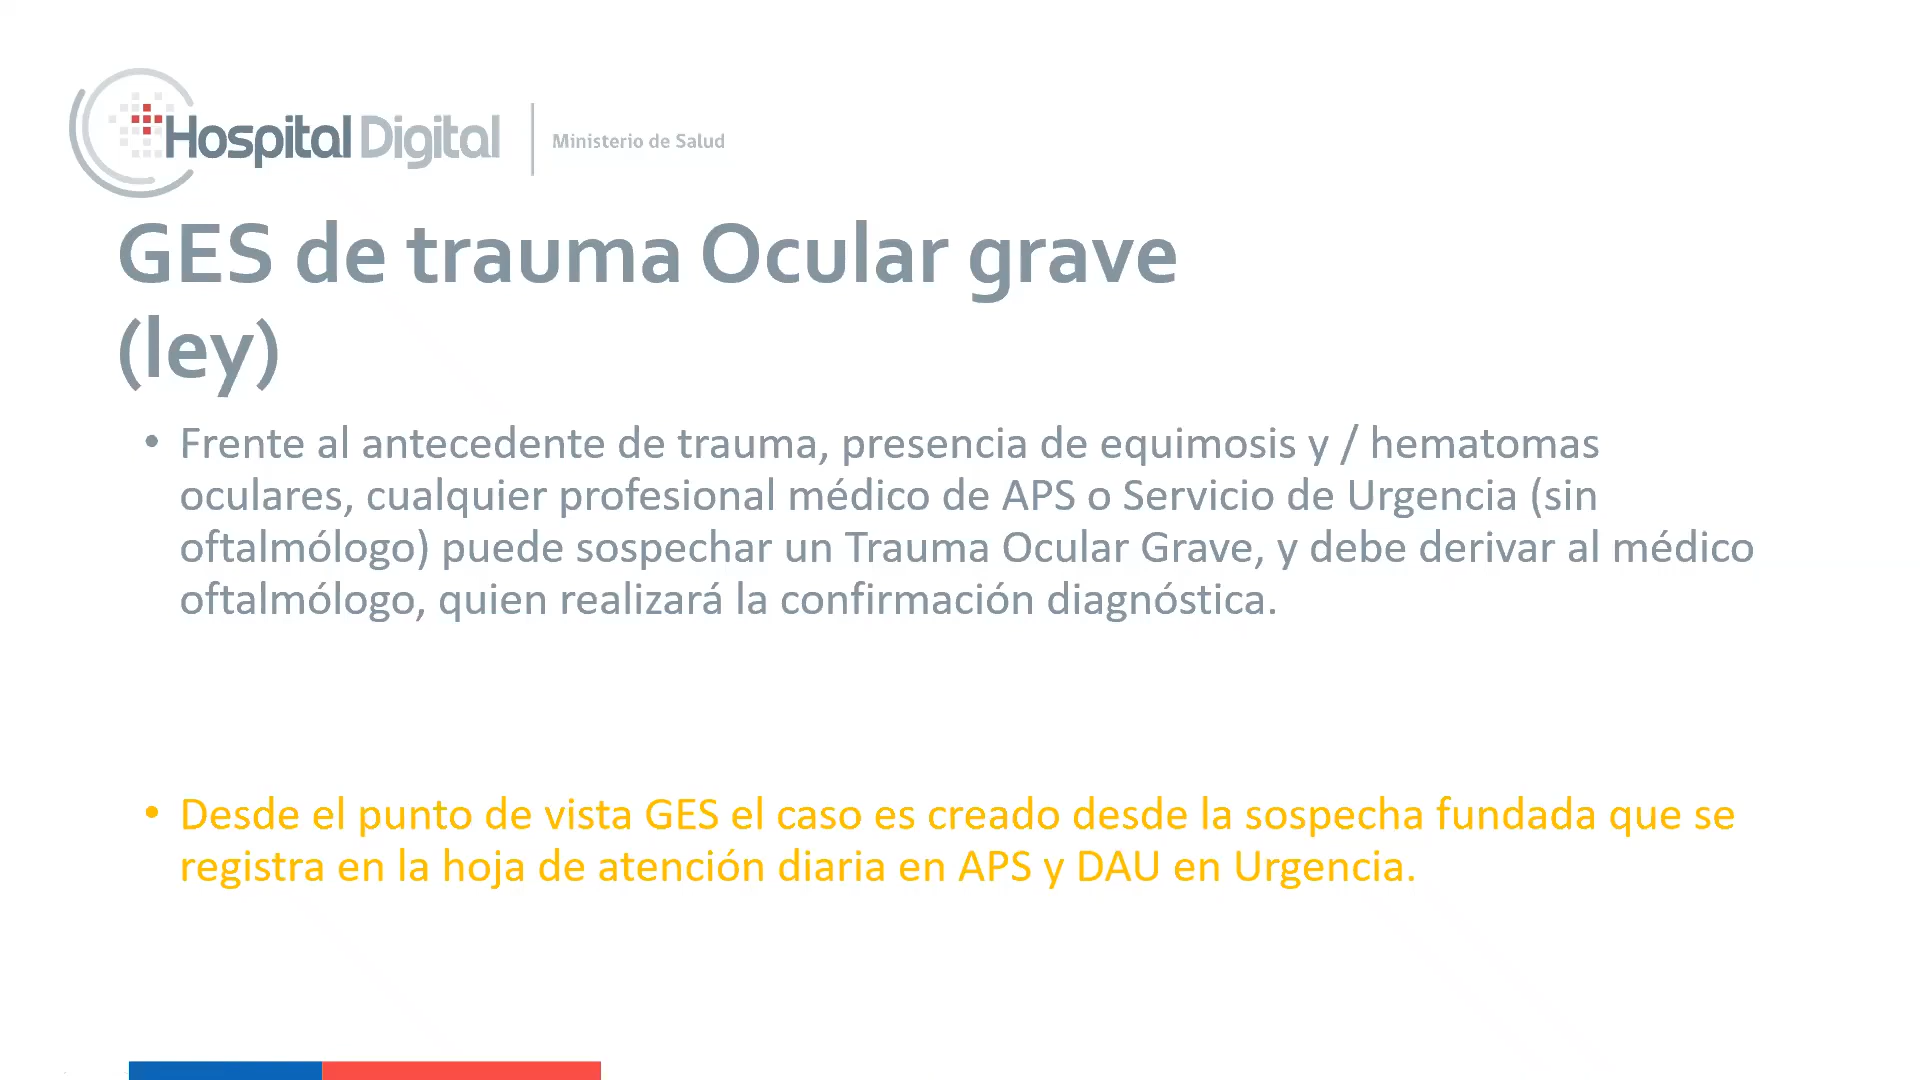 Hospital Digital
Ministerio de Salud
GES de trauma Ocular grave
(ley)
• Frente al antecedente de trauma, presencia de equimosis y / hematomas
oculares, cualquier profesional médico de APS o Servicio de Urgencia (sin
oftalmólogo) puede sospechar un Trauma Ocular Grave, y debe derivar al médico
oftalmólogo, quien realizará la confirmación diagnóstica.
• Desde el punto de vista GES el caso es creado desde la sospecha fundada que se
registra en la hoja de atención diaria en APS y DAU en Urgencia.